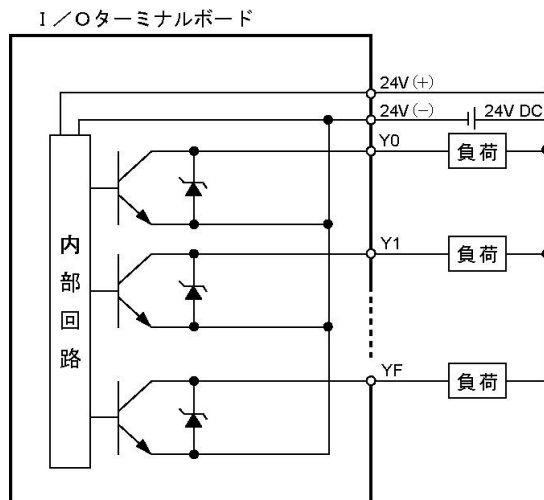 I／Oターミナルボード
24V(+)
24V(−)
24V DC
Y0
負荷
Y1
負荷
内部回路
YF
負荷